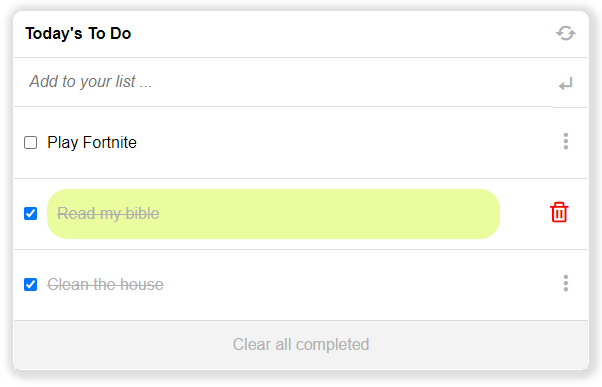 Today's To Do
Add to your list ...
Play Fortnite
Read my bible
Clean the house
Clear all completed